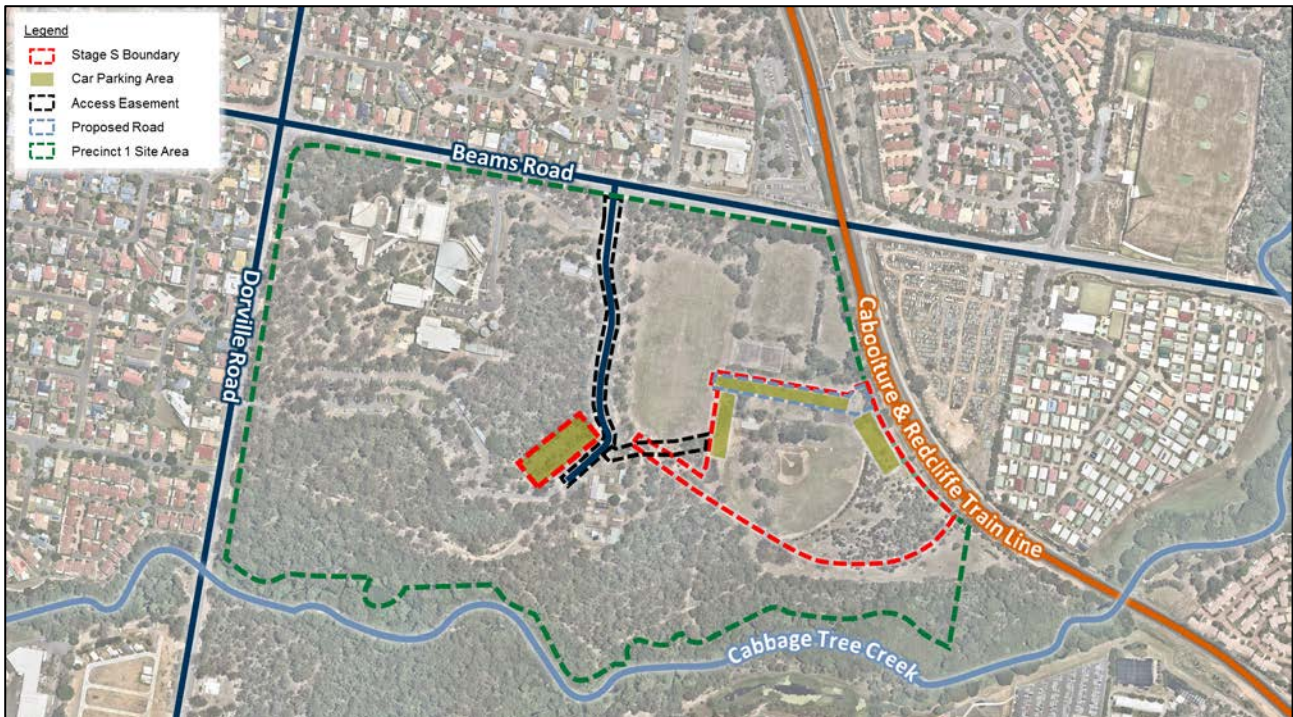 Legend
Stage S Boundary
Car Parking Area
Access Easement
Proposed Road
Precinct 1 Site Area
Beams Road
Dorville Road
Caboolture & Redcliffe Train Line
Cabbage Tree Creek